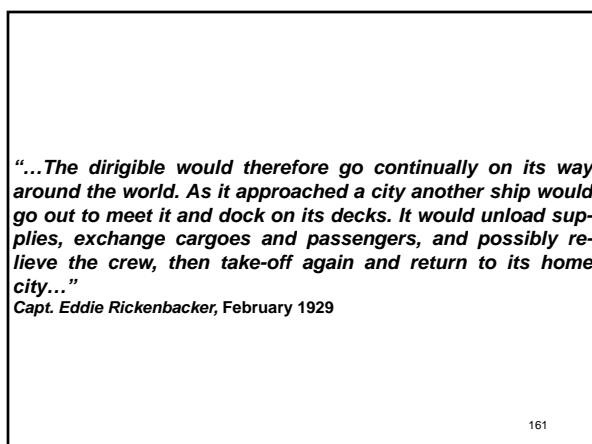 “…The dirigible would therefore go continually on its way
around the world. As it approached a city another ship would
go out to meet it and dock on its decks. It would unload sup-
plies, exchange cargoes and passengers, and possibly re-
lieve the crew, then take-off again and return to its home
city…”
Capt. Eddie Rickenbacker, February 1929
161